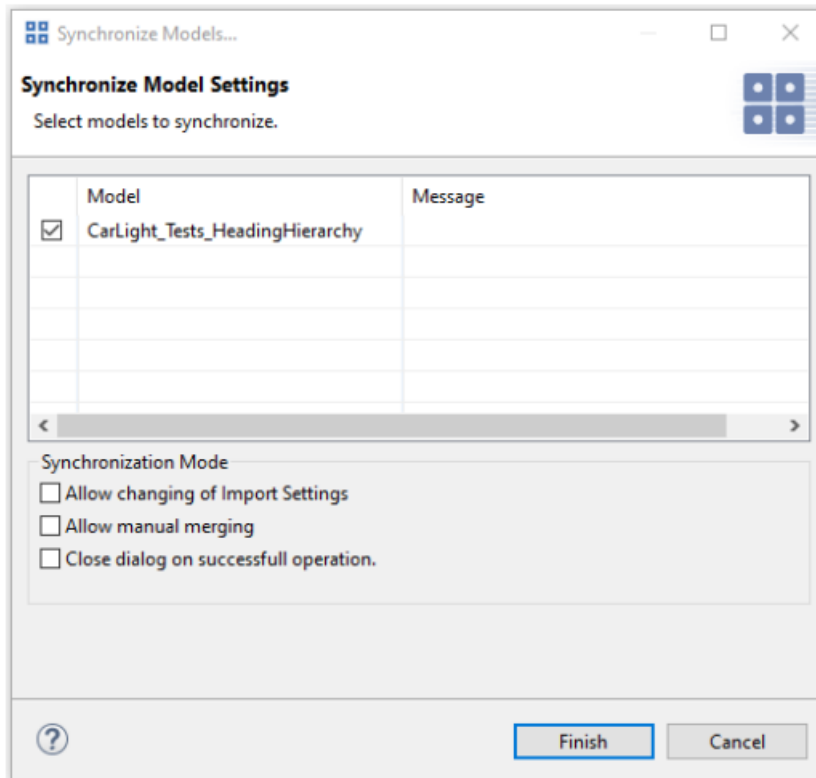 Synchronize Models...
Synchronize Model Settings
Select models to synchronize.
Model Message
CarLight_Tests_HeadingHierarchy
Synchronization Mode
Allow changing of Import Settings
Allow manual merging
Close dialog on successfull operation.
? Finish Cancel